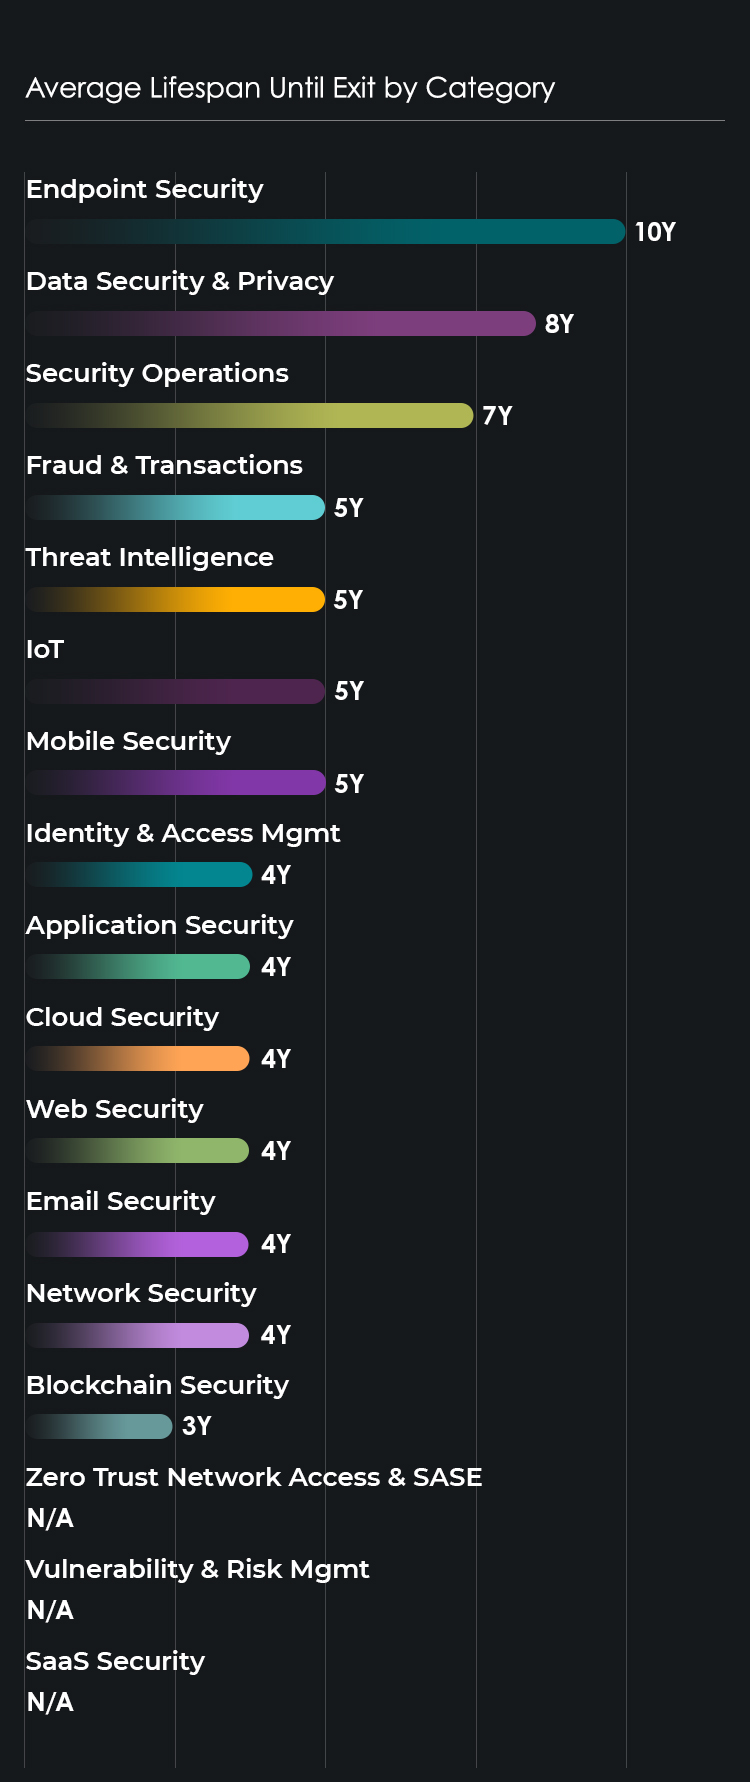 Average Lifespan Until Exit by Category
Endpoint Security
10Y
Data Security & Privacy
8Y
Security Operations
7Y
Fraud & Transactions
5Y
Threat Intelligence
5Y
IoT
5Y
Mobile Security
5Y
Identity & Access Mgmt
4Y
Application Security
4Y
Cloud Security
4Y
Web Security
4Y
Email Security
4Y
Network Security
4Y
Blockchain Security
3Y
Zero Trust Network Access & SASE
N/A
Vulnerability & Risk Mgmt
N/A
SaaS Security
N/A